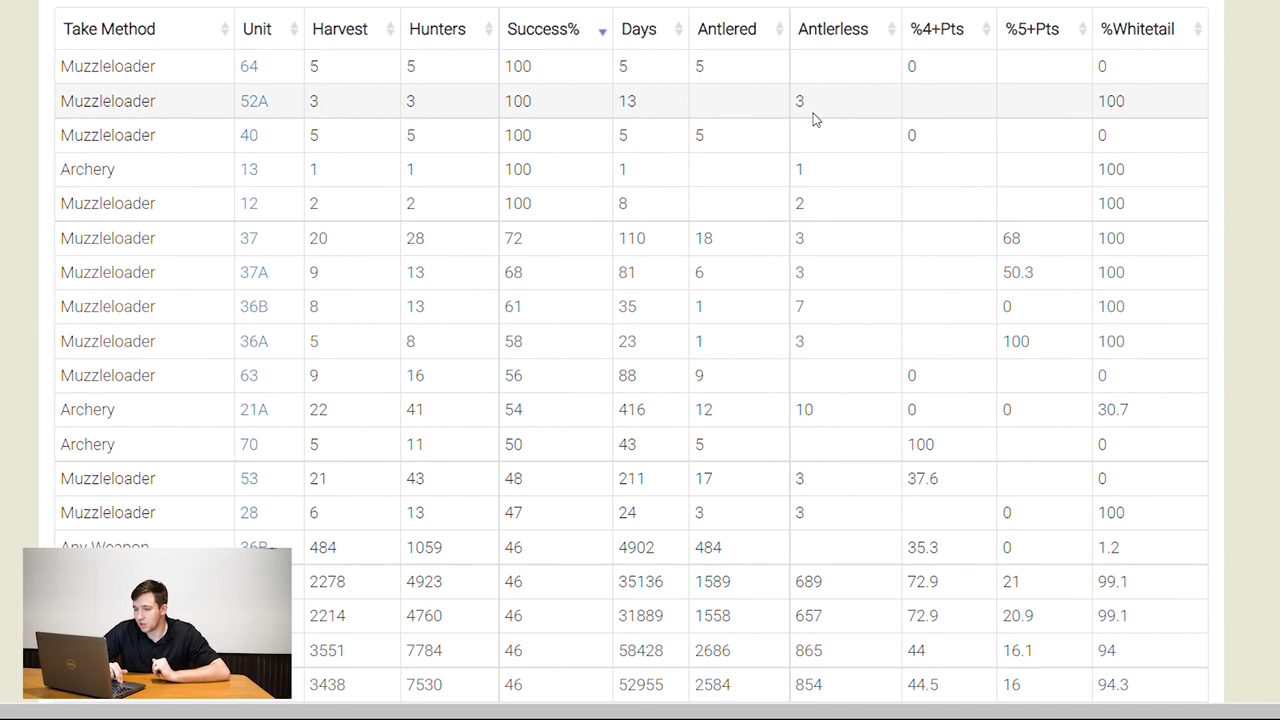 Take Method Unit Harvest Hunters Success% Days Antlered Antlerless %4+Pts %5+Pts %Whitetail
Muzzleloader 64 5 5 100 5 5 0 0
Muzzleloader 52A 3 3 100 13 3 100
Muzzleloader 40 5 5 100 5 5 0 0
Archery 13 1 1 100 1 1 100
Muzzleloader 12 2 2 100 8 2 100
Muzzleloader 37 20 28 72 110 18 3 68 100
Muzzleloader 37A 9 13 68 81 6 3 50.3 100
Muzzleloader 36B 8 13 61 35 1 7 0 100
Muzzleloader 36A 5 8 58 23 1 3 100 100
Muzzleloader 63 9 16 56 88 9 0 0
Archery 21A 22 41 54 416 12 10 0 0 30.7
Archery 70 5 11 50 43 5 100 0
Muzzleloader 53 21 43 48 211 17 3 37.6 0
Muzzleloader 28 6 13 47 24 3 3 0 100
Any Weapon 36B 484 1059 46 4902 484 35.3 0 1.2
2278 4923 46 35136 1589 689 72.9 21 99.1
2214 4760 46 31889 1558 657 72.9 20.9 99.1
3551 7784 46 58428 2686 865 44 16.1 94
3438 7530 46 52955 2584 854 44.5 16 94.3